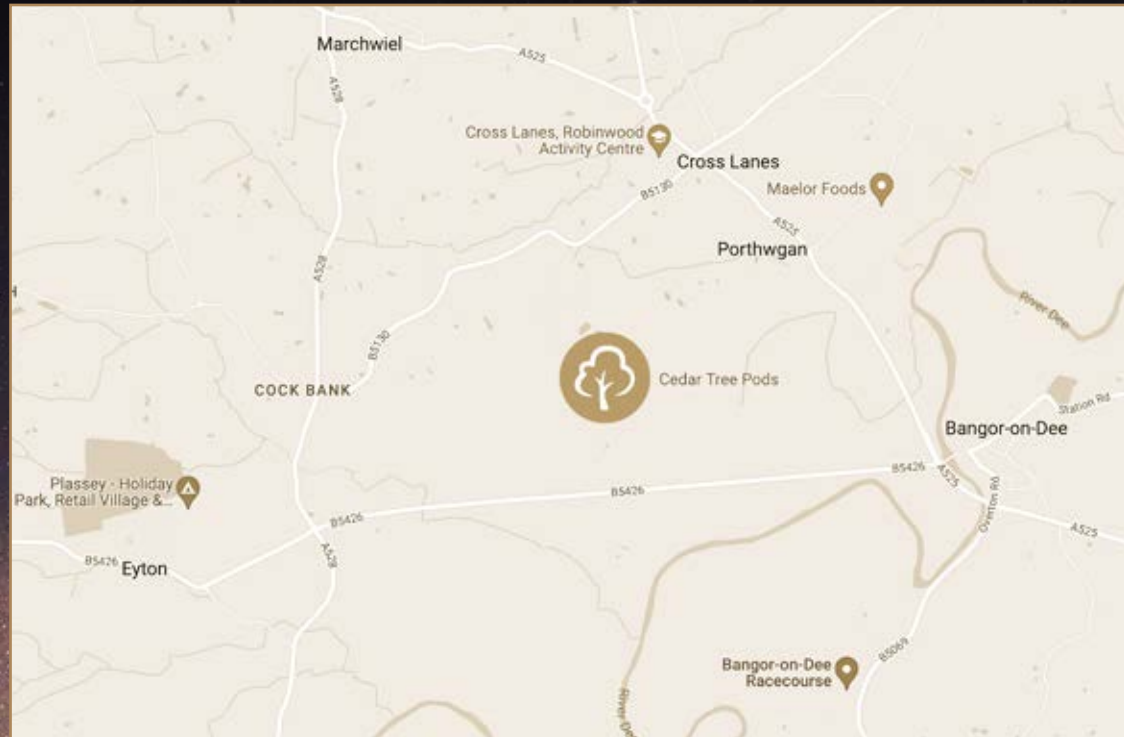 Marchwiel
A525
A528
Cross Lanes, Robinwood
Activity Centre
Cross Lanes
Maelor Foods
B5130
A525
Porthwgan
A528
River Dee
B5130
Cedar Tree Pods
COCK BANK
Station Rd
Bangor-on-Dee
B5426
A525
Plassey - Holiday
Park, Retail Village &...
B5426
Overton Rd
B5426
A525
A528
B5426
Eyton
B5069
Bangor-on-Dee
Racecourse